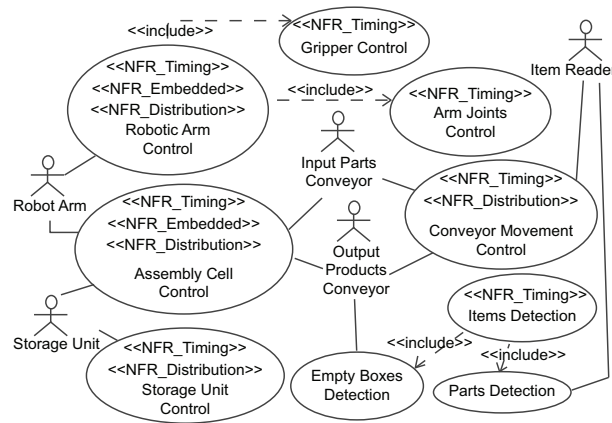 <<include>>
<<NFR_Timing>>
Gripper Control
<<NFR_Timing>>
<<NFR_Embedded>>
<<NFR_Distribution>>
Robotic Arm
Control
<<include>>
<<NFR_Timing>>
Arm Joints
Control
Item Reader
Robot Arm
Input Parts
Conveyor
<<NFR_Timing>>
<<NFR_Distribution>>
Conveyor Movement
Control
<<NFR_Timing>>
<<NFR_Embedded>>
<<NFR_Distribution>>
Assembly Cell
Control
Output
Products
Conveyor
<<NFR_Timing>>
Items Detection
Storage Unit
<<NFR_Timing>>
<<NFR_Distribution>>
Storage Unit
Control
<<include>>
<<include>>
Empty Boxes
Detection
Parts Detection